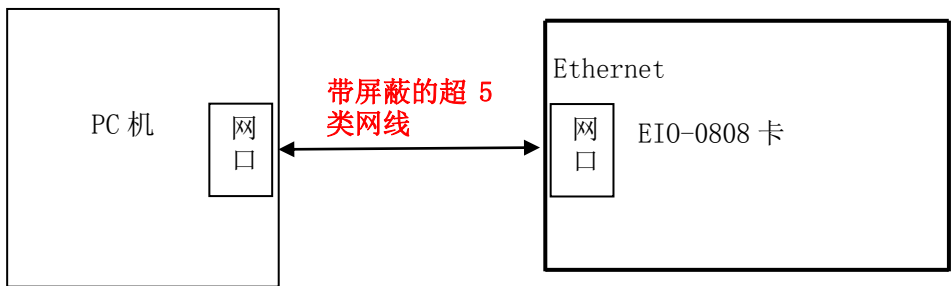 Ethernet
带屏蔽的超 5
类网线
PC 机
网
口
网
口
EIO-0808 卡